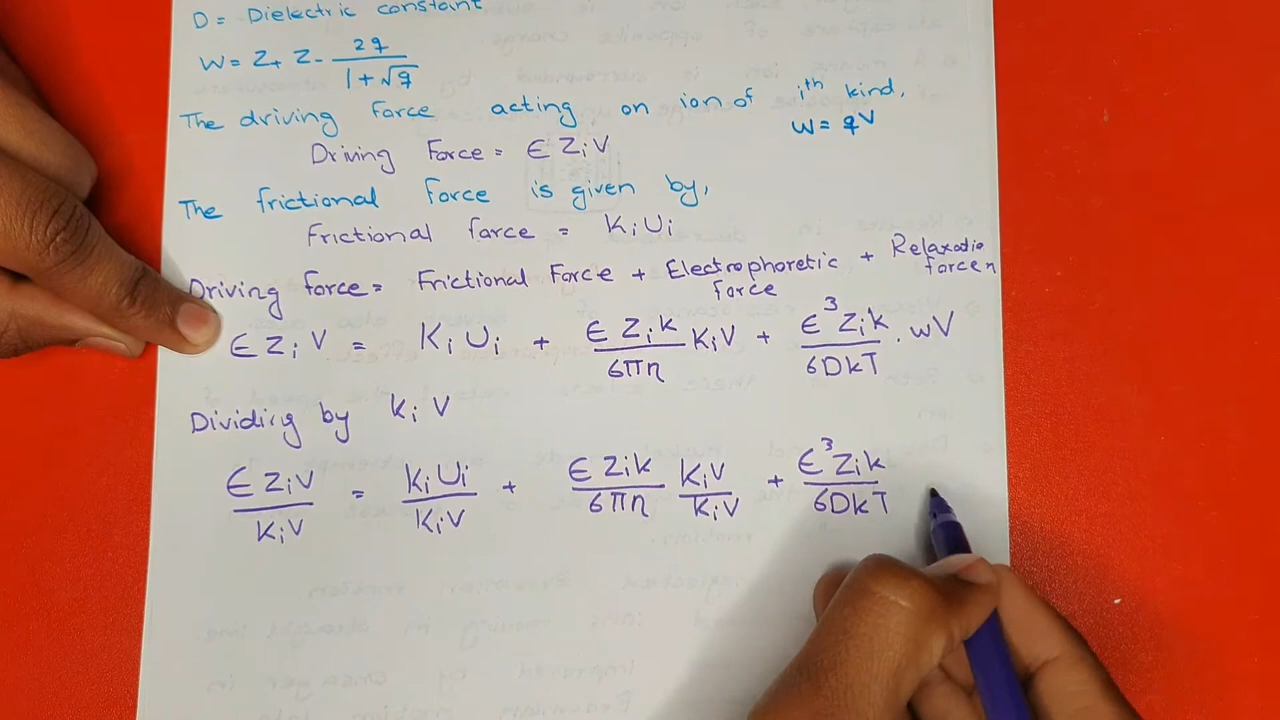 D = Dielectric constant
W = Z+ Z- 2q / 1 + √q
The driving Force acting on ion of ith kind,
W = qV
Driving Force = ϵ Zi V
The frictional Force is given by,
Frictional farce = Ki Ui
Driving force = Frictional Force + Electrophoretic force + Relaxation force
ϵ Zi V = Ki Ui + ϵ Zi k / 6πη Ki V + ϵ³ Zi k / 6DkT . wV
Dividing by Ki V
ϵ Zi V / Ki V = Ki Ui / Ki V + ϵ Zi k / 6πη Ki V / Ki V + ϵ³ Zi k / 6DkT